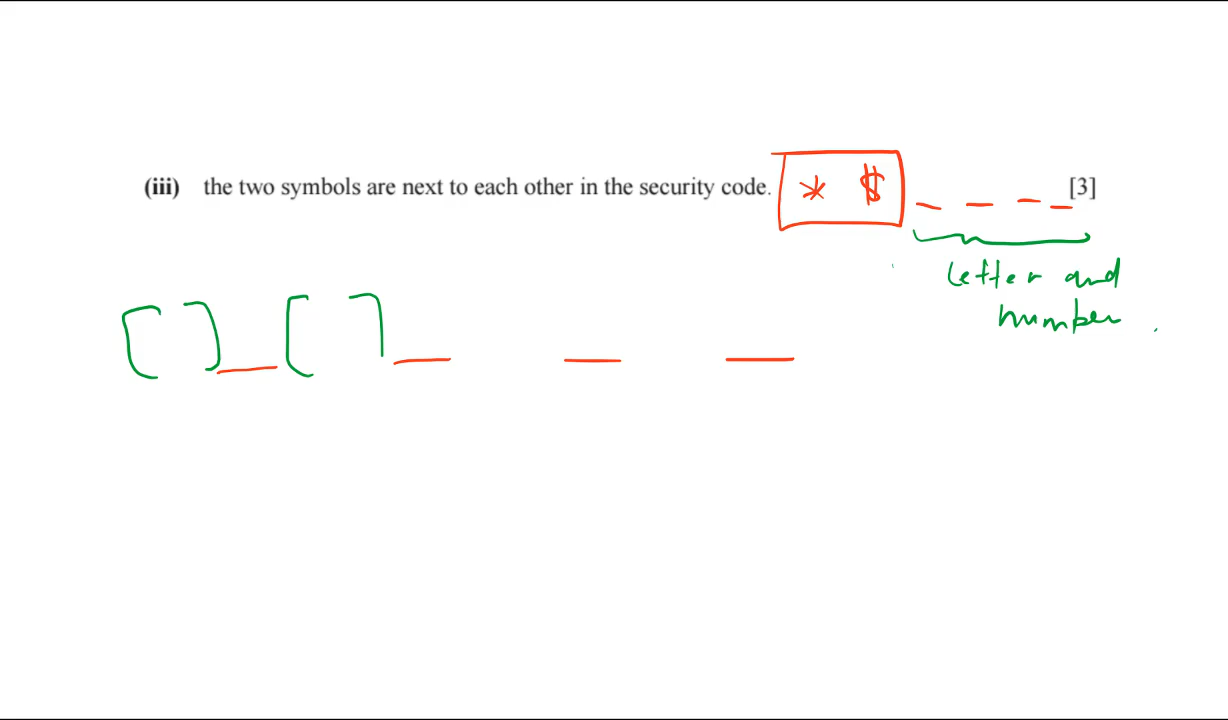 (iii) the two symbols are next to each other in the security code. * $ _ _ _ _ [3]
letter and
number
[ ] _ [ ] _ _ _